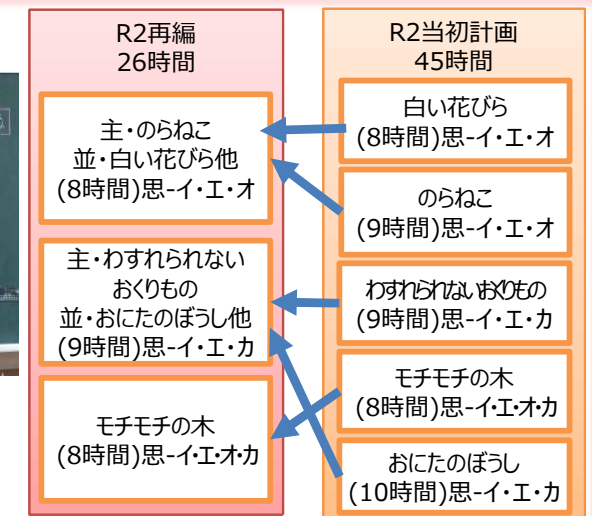 R2再編
26時間
主・のらねこ
並・白い花びら他
(8時間)思-イ・エ・オ
主・わすれられない
おくりもの
並・おにたのぼうし他
(9時間)思-イ・エ・カ
モチモチの木
(8時間)思-イ・エ・オ・カ
R2当初計画
45時間
白い花びら
(8時間)思-イ・エ・オ
のらねこ
(9時間)思-イ・エ・オ
わすれられないおくりもの
(9時間)思-イ・エ・カ
モチモチの木
(8時間)思-イ・エ・オ・カ
おにたのぼうし
(10時間)思-イ・エ・カ